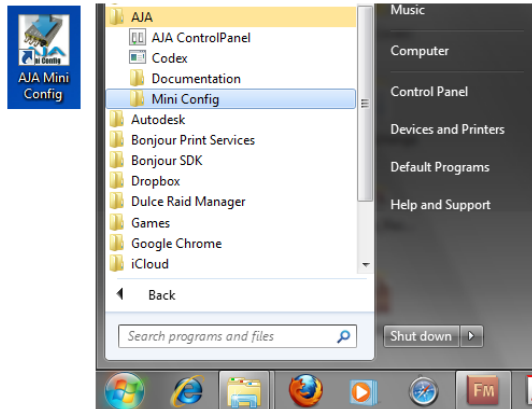 AJA Mini
Config
AJA
AJA ControlPanel
Codex
Documentation
Mini Config
Autodesk
Bonjour Print Services
Bonjour SDK
Dropbox
Dulce Raid Manager
Games
Google Chrome
iCloud
Back
Search programs and files
Music
Computer
Control Panel
Devices and Printers
Default Programs
Help and Support
Shut down
FM